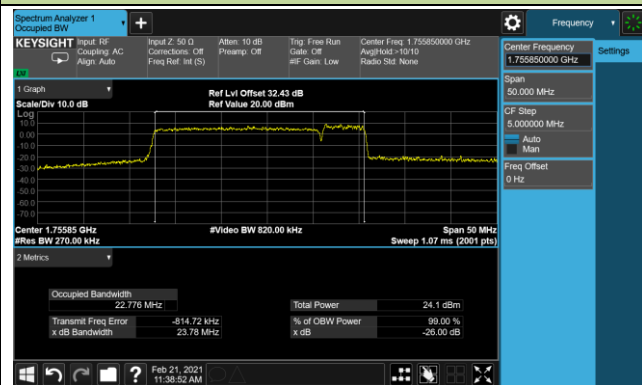 Spectrum Analyzer 1
Occupied BW
Frequency
KEYSIGHT
Input: RF
Coupling: AC
Align: Auto
Input Z: 50 Ω
Corrections: Off
Freq Ref: Int (S)
Atten: 10 dB
Preamp: Off
Trig: Free Run
Gate: Off
#IF Gain: Low
Center Freq: 1.755850000 GHz
Avg|Hold:>10/10
Radio Std: None
LXI
1 Graph
Scale/Div 10.0 dB
Ref Lvl Offset 32.43 dB
Ref Value 20.00 dBm
Log
10.0
0.00
-10.0
-20.0
-30.0
-40.0
-50.0
-60.0
-70.0
Center 1.75585 GHz
#Res BW 270.00 kHz
#Video BW 820.00 kHz
Span 50 MHz
Sweep 1.07 ms (2001 pts)
2 Metrics
Occupied Bandwidth
22.776 MHz
Total Power 24.1 dBm
Transmit Freq Error -814.72 kHz
% of OBW Power 99.00 %
x dB Bandwidth 23.78 MHz
x dB -26.00 dB
Feb 21, 2021
11:38:52 AM
?
Center Frequency
1.755850000 GHz
Settings
Span
50.000 MHz
CF Step
5.000000 MHz
Auto
Man
Freq Offset
0 Hz